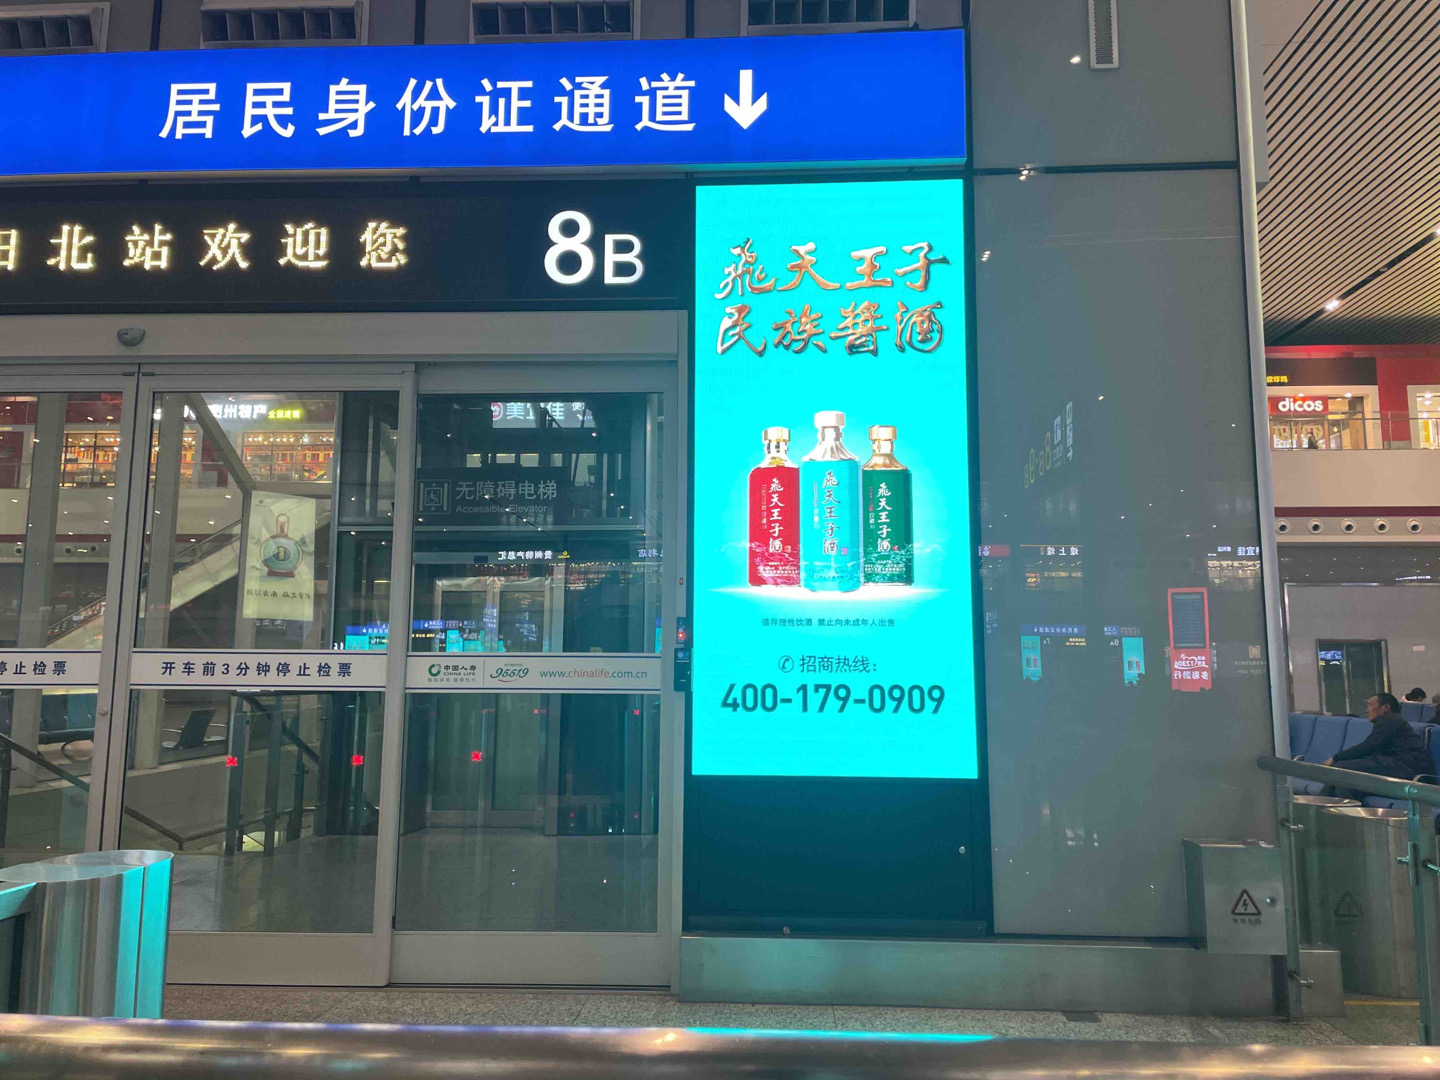 居民身份证通道
北站欢迎您
8B
飛天王子
民族醬酒
飛天王子酒
飛天王子酒
飛天王子酒
倡导理性饮酒 禁止向未成年人出售
招商热线：
400-179-0909
dicos
无障碍电梯
Accessible Elevator
停止检票
开车前3分钟停止检票
中国人寿
CHINA LIFE
95519
www.chinalife.com.cn